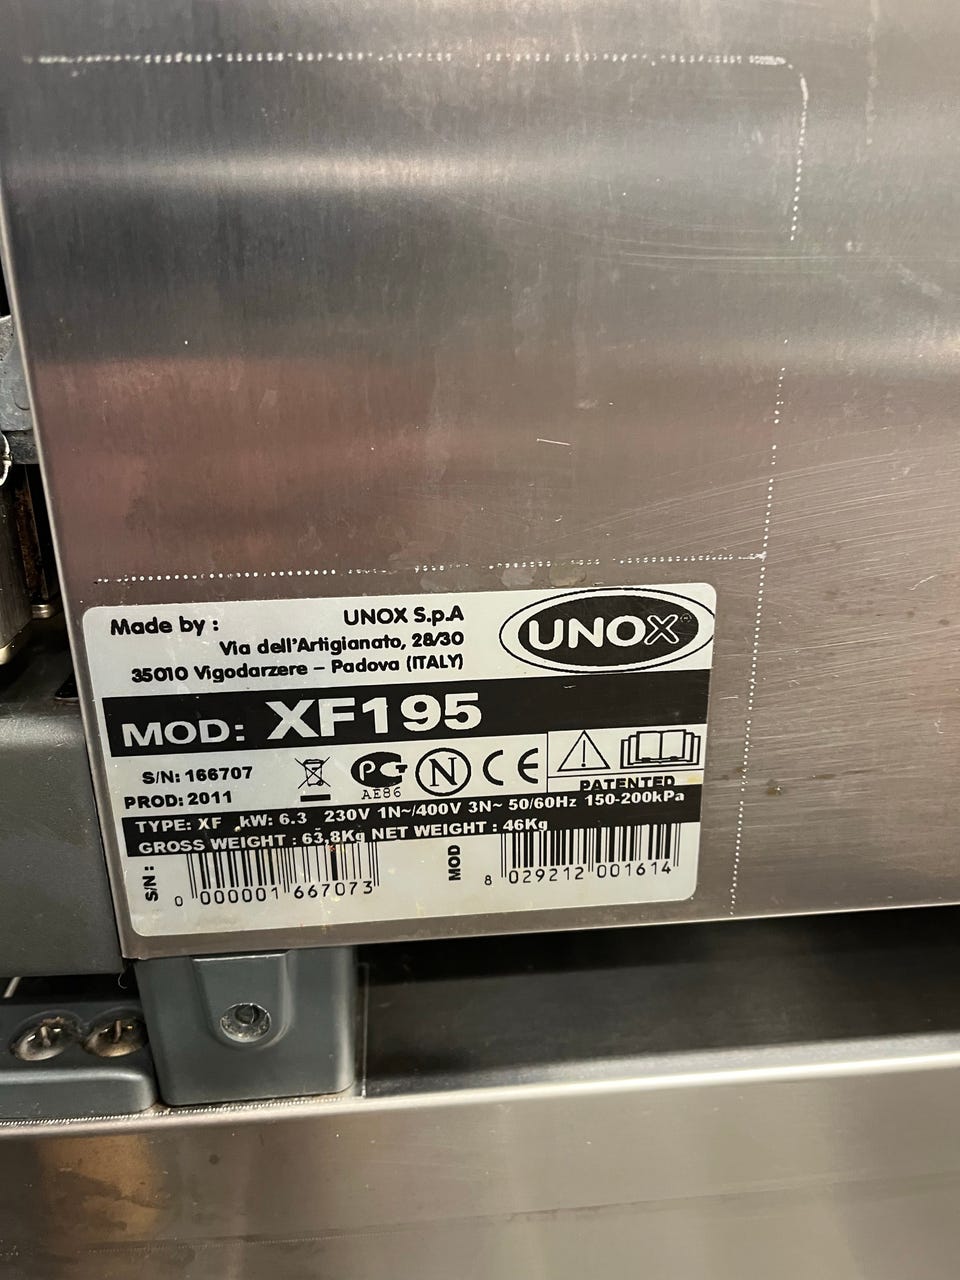 Made by :
UNOX S.p.A
Via dell'Artigianato, 28/30
35010 Vigodarzere – Padova (ITALY)
UNOX
MOD: XF195
S/N: 166707
PROD: 2011
PG
AE86
N
CE
PATENTED
TYPE: XF kW: 6.3 230V 1N~/400V 3N~ 50/60Hz 150-200kPa
GROSS WEIGHT : 63,8Kg NET WEIGHT : 46Kg
S/N :
0 000001 667073
MOD
8 029212 001614